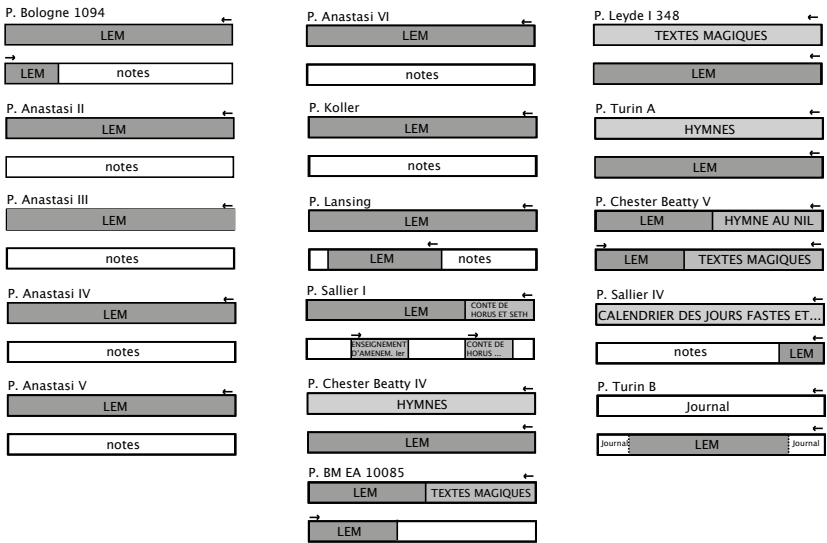 P. Bologne 1094
←
LEM
→
LEM notes
P. Anastasi II
←
LEM
notes
P. Anastasi III
←
LEM
notes
P. Anastasi IV
←
LEM
notes
P. Anastasi V
←
LEM
notes
P. Anastasi VI
←
LEM
notes
P. Koller
←
LEM
notes
P. Lansing
←
LEM
←
LEM notes
P. Sallier I
←
LEM CONTE DE
HORUS ET SETH
→ →
ENSEIGNEMENT CONTE DE
D'AMENEM. Ier HORUS ...
P. Chester Beatty IV
←
HYMNES
←
LEM
P. BM EA 10085
←
LEM TEXTES MAGIQUES
→
LEM
P. Leyde I 348
←
TEXTES MAGIQUES
←
LEM
P. Turin A
←
HYMNES
←
LEM
P. Chester Beatty V
←
LEM HYMNE AU NIL
→ ←
LEM TEXTES MAGIQUES
P. Sallier IV
←
CALENDRIER DES JOURS FASTES ET...
←
notes LEM
P. Turin B
←
Journal
←
Journal LEM Journal